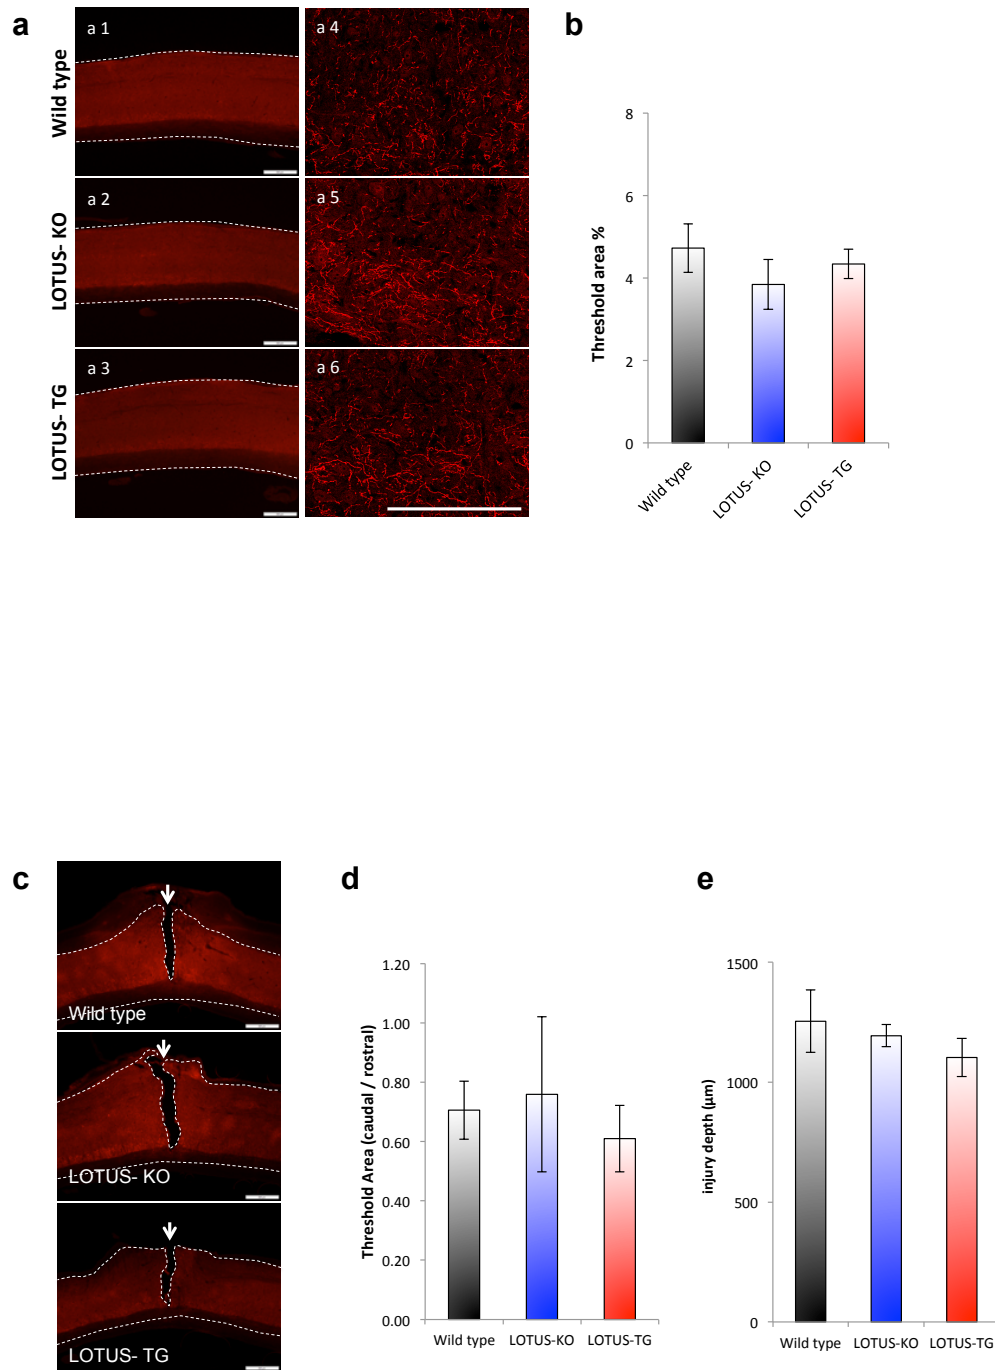 a
a 1
a 4
Wild type
a 2
a 5
LOTUS- KO
a 3
a 6
LOTUS- TG
b
Threshold area %
8
6
4
2
0
Wild type
LOTUS- KO
LOTUS- TG
c
Wild type
LOTUS- KO
LOTUS- TG
d
Threshold Area (caudal / rostral)
1.20
1.00
0.80
0.60
0.40
0.20
0.00
Wild type LOTUS-KO LOTUS-TG
e
injury depth (μm)
1500
1000
500
0
Wild type LOTUS-KO LOTUS-TG